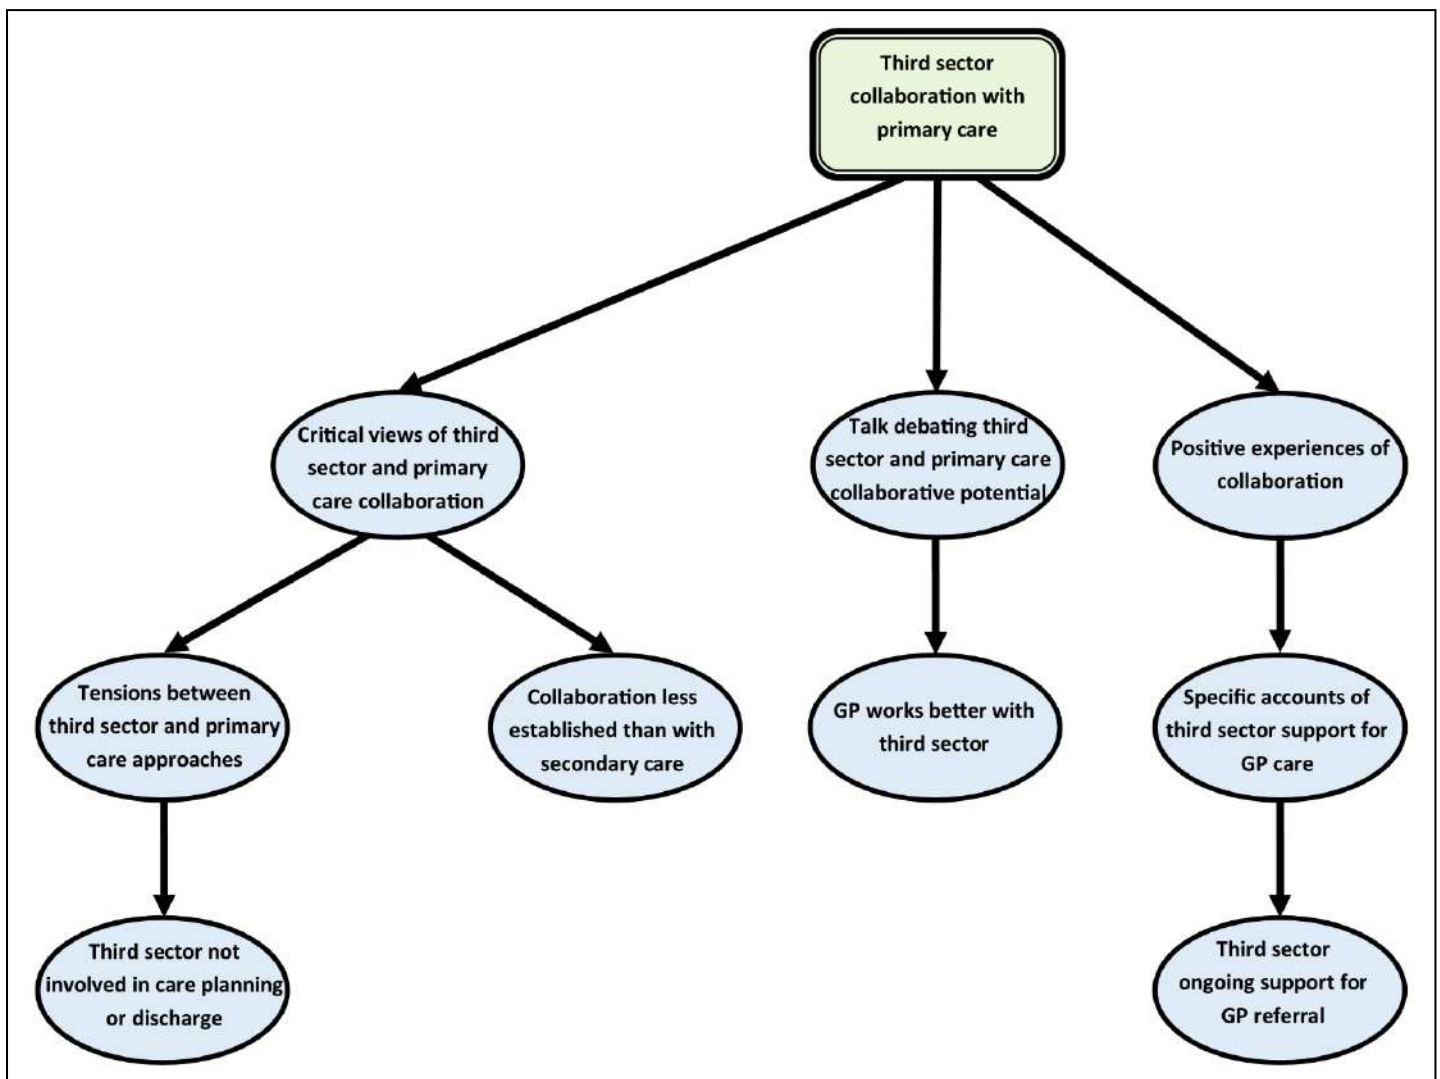 Third sector
collaboration with
primary care
Critical views of third
sector and primary
care collaboration
Talk debating third
sector and primary care
collaborative potential
Positive experiences of
collaboration
Tensions between
third sector and primary
care approaches
Collaboration less
established than with
secondary care
GP works better with
third sector
Specific accounts of
third sector support for
GP care
Third sector not
involved in care planning
or discharge
Third sector
ongoing support for
GP referral